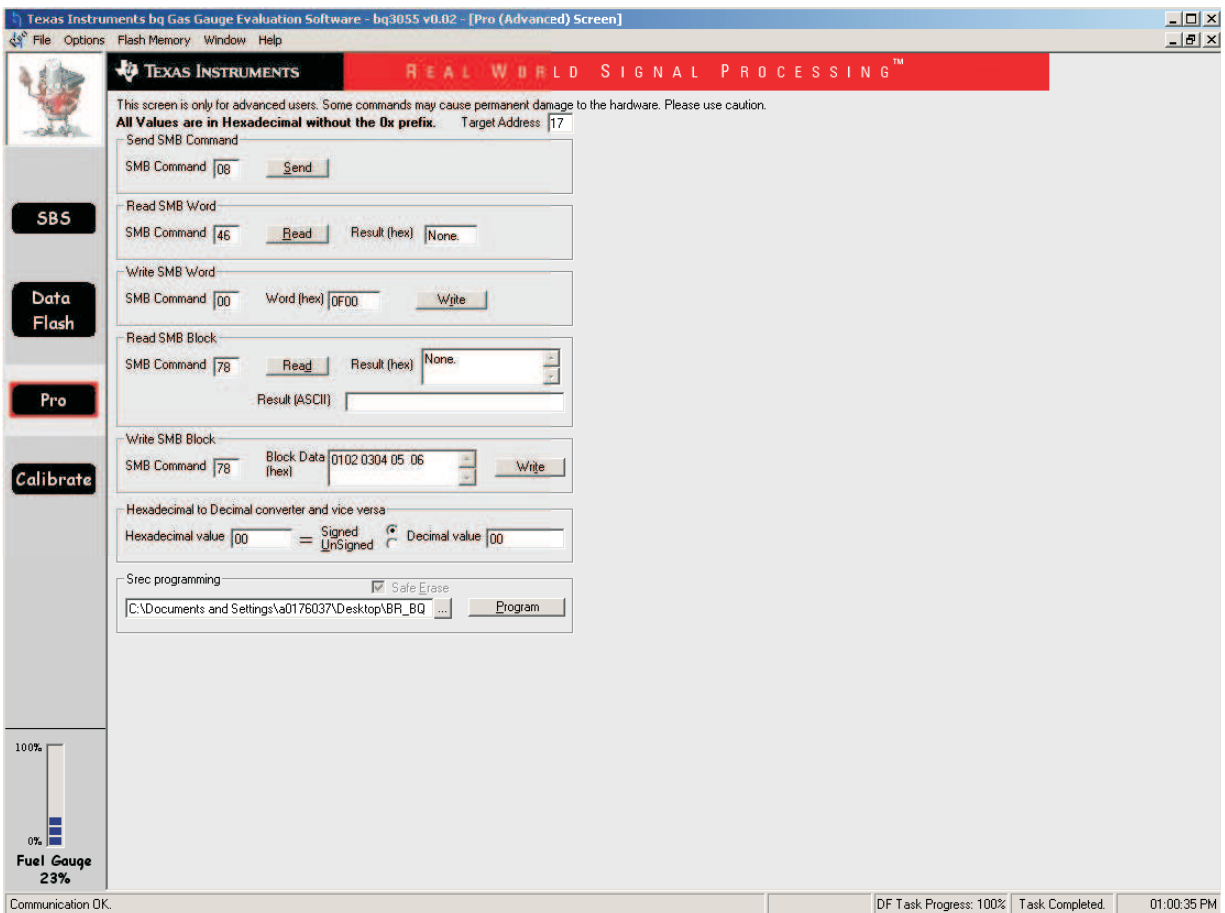 Texas Instruments bq Gas Gauge Evaluation Software - bq3055 v0.02 - [Pro (Advanced) Screen]
File Options Flash Memory Window Help
TEXAS INSTRUMENTS REAL WORLD SIGNAL PROCESSING™
This screen is only for advanced users. Some commands may cause permanent damage to the hardware. Please use caution.
All Values are in Hexadecimal without the 0x prefix. Target Address 17
Send SMB Command
SMB Command 08 Send
Read SMB Word
SMB Command 46 Read Result (hex) None.
Write SMB Word
SMB Command 00 Word (hex) 0F00 Write
Read SMB Block
SMB Command 78 Read Result (hex) None.
Result (ASCII)
Write SMB Block
SMB Command 78 Block Data (hex) 0102 0304 05 06 Write
Hexadecimal to Decimal converter and vice versa
Hexadecimal value 00 = Signed UnSigned Decimal value 00
Srec programming
Safe Erase
C:\Documents and Settings\a0176037\Desktop\BR_BQ ... Program
SBS
Data
Flash
Pro
Calibrate
100%
0%
Fuel Gauge
23%
Communication OK. DF Task Progress: 100% Task Completed. 01:00:35 PM